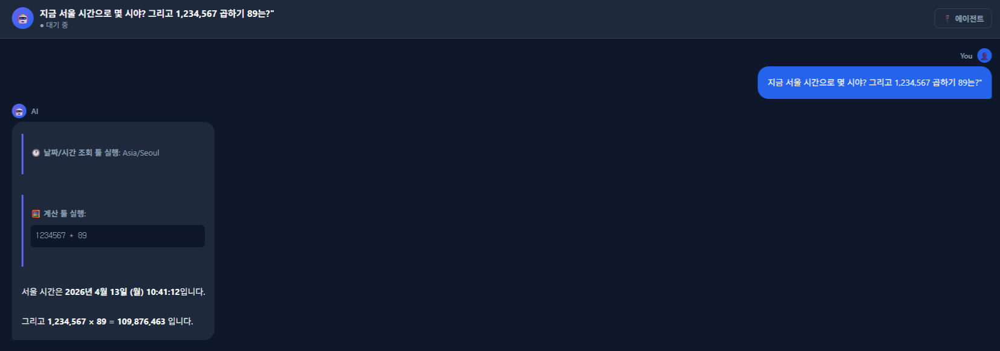 지금 서울 시간으로 몇 시야? 그리고 1,234,567 곱하기 89는?"
● 대기 중
에이전트
You
지금 서울 시간으로 몇 시야? 그리고 1,234,567 곱하기 89는?"
AI
날짜/시간 조회 툴 실행: Asia/Seoul
계산 툴 실행:
1234567 * 89
서울 시간은 2026년 4월 13일 (월) 10:41:12입니다.
그리고 1,234,567 × 89 = 109,876,463 입니다.